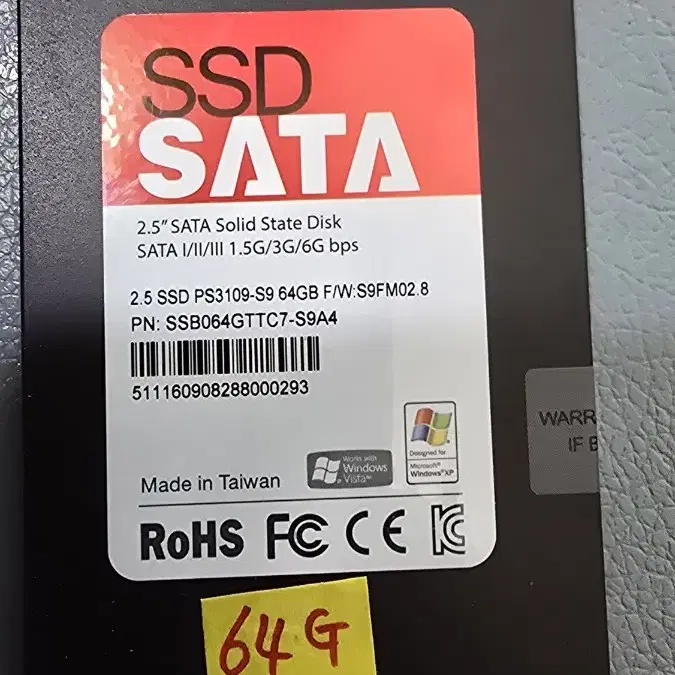 SSD
SATA
2.5" SATA Solid State Disk
SATA I/II/III 1.5G/3G/6G bps
2.5 SSD PS3109-S9 64GB F/W:S9FM02.8
PN: SSB064GTTC7-S9A4
511160908288000293
Works with
Windows
Vista™
Designed for
Microsoft®
Windows®XP
Made in Taiwan
RoHS FC CE
WARR
IF B
64G